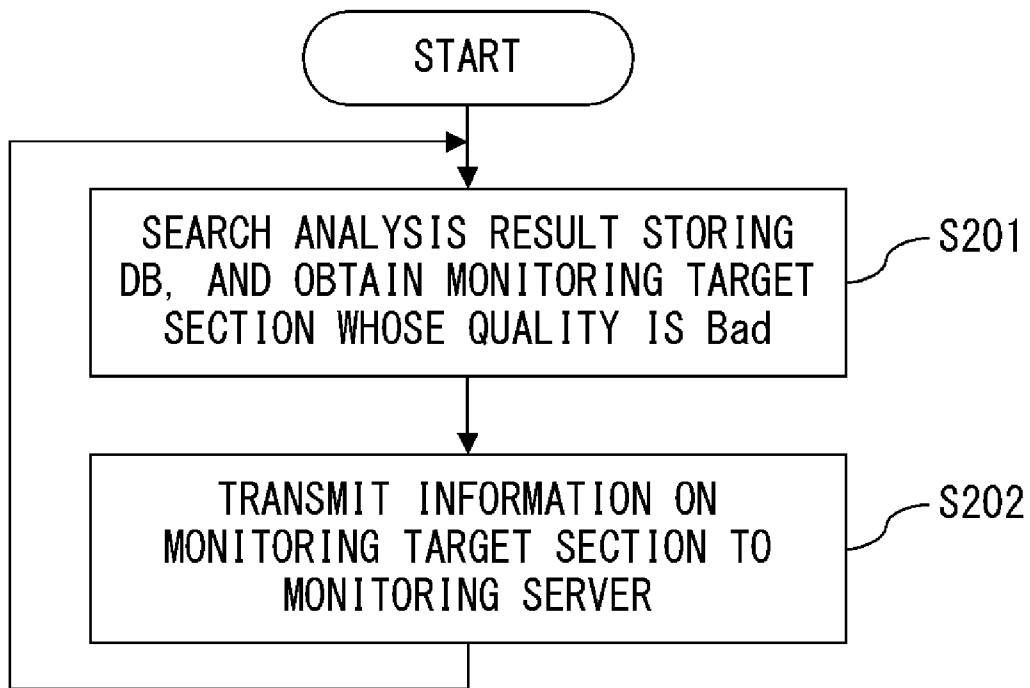 START
SEARCH ANALYSIS RESULT STORING
DB, AND OBTAIN MONITORING TARGET
SECTION WHOSE QUALITY IS Bad
S201
TRANSMIT INFORMATION ON
MONITORING TARGET SECTION TO
MONITORING SERVER
S202